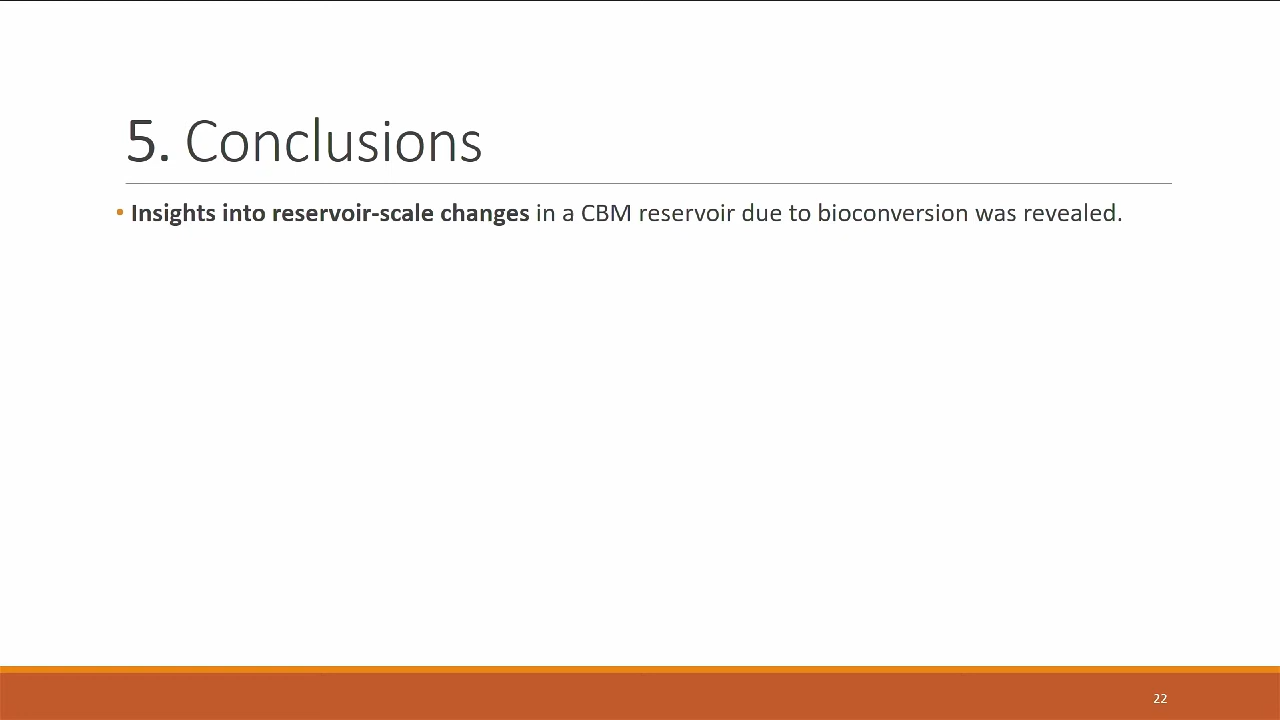 5. Conclusions
• Insights into reservoir-scale changes in a CBM reservoir due to bioconversion was revealed.
22